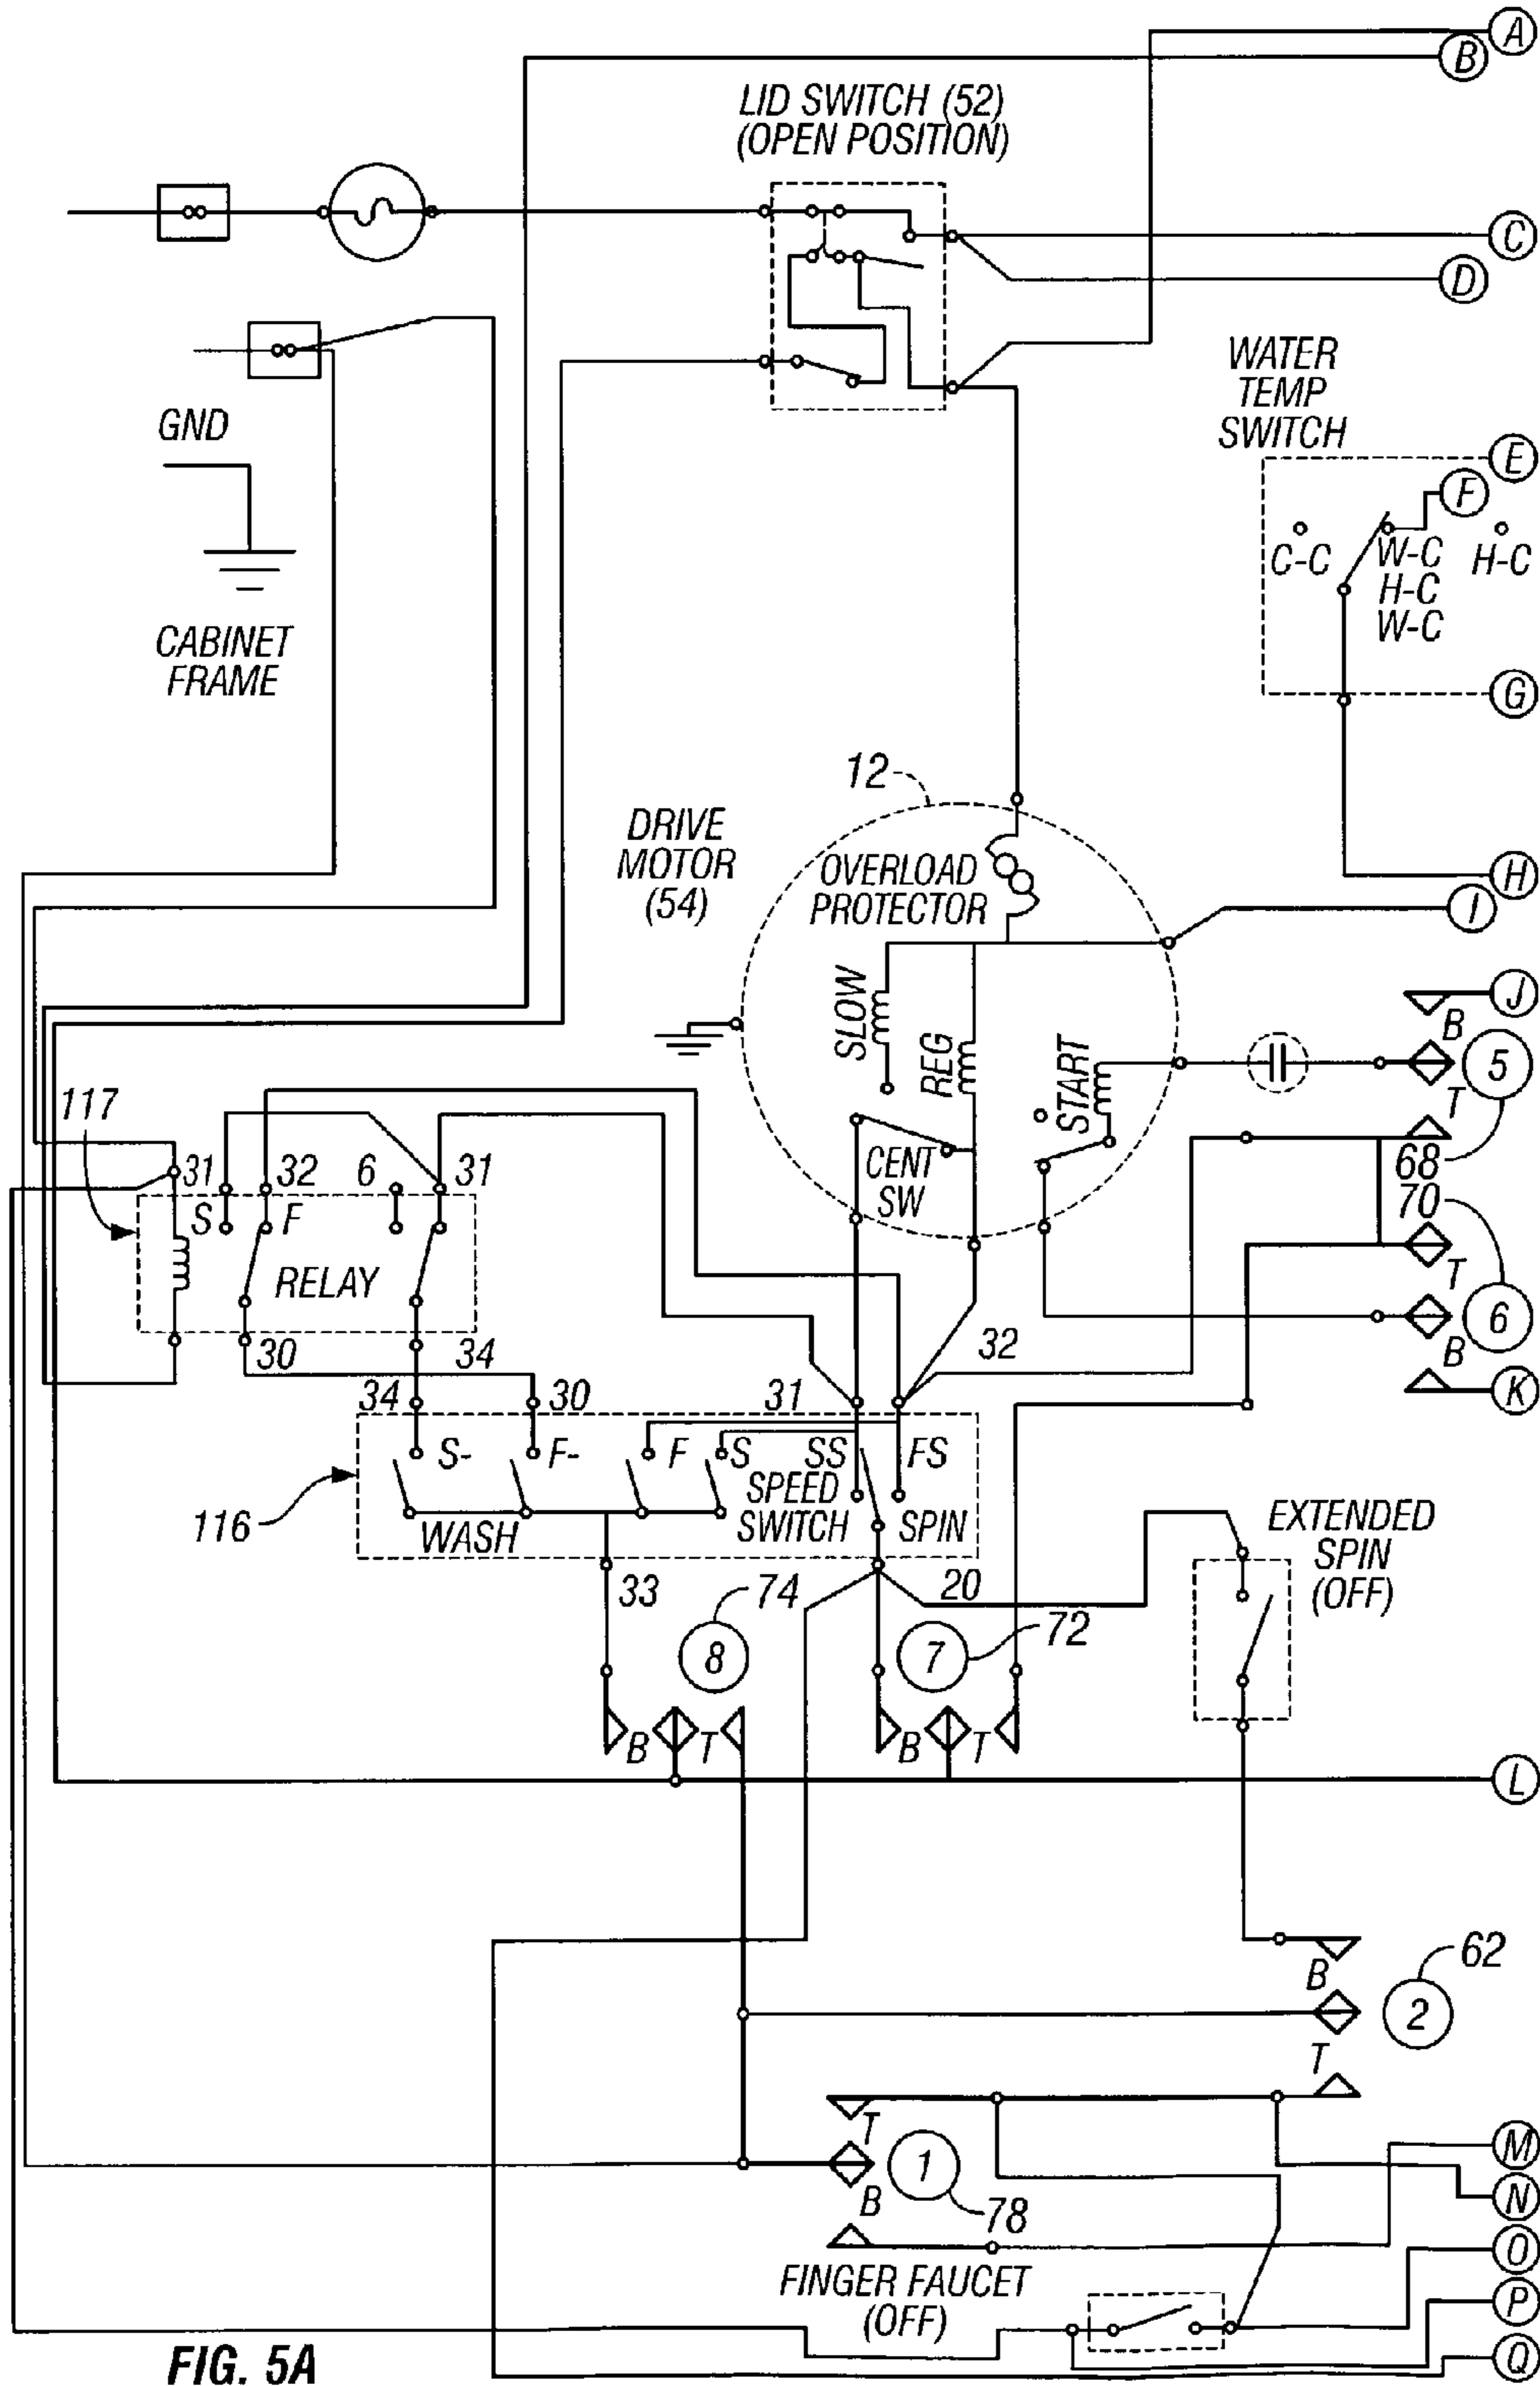 A
B
LID SWITCH (52)
(OPEN POSITION)
C
D
WATER
TEMP
SWITCH
GND
E
F
C-C
W-C
H-C
H-C
W-C
CABINET
FRAME
G
12
DRIVE
MOTOR
(54)
OVERLOAD
PROTECTOR
H
I
SLOW
REG
START
J
B
5
T
117
CENT
SW
68
31
32
6
31
70
S
F
RELAY
T
6
B
30
34
32
K
34
30
31
S-
F-
F
S
SS
FS
SPEED
SWITCH
116
WASH
SPIN
EXTENDED
SPIN
(OFF)
33
74
20
8
7
72
B
T
B
T
L
62
B
2
T
T
1
M
B
78
N
FINGER FAUCET
(OFF)
O
P
Q
FIG. 5A